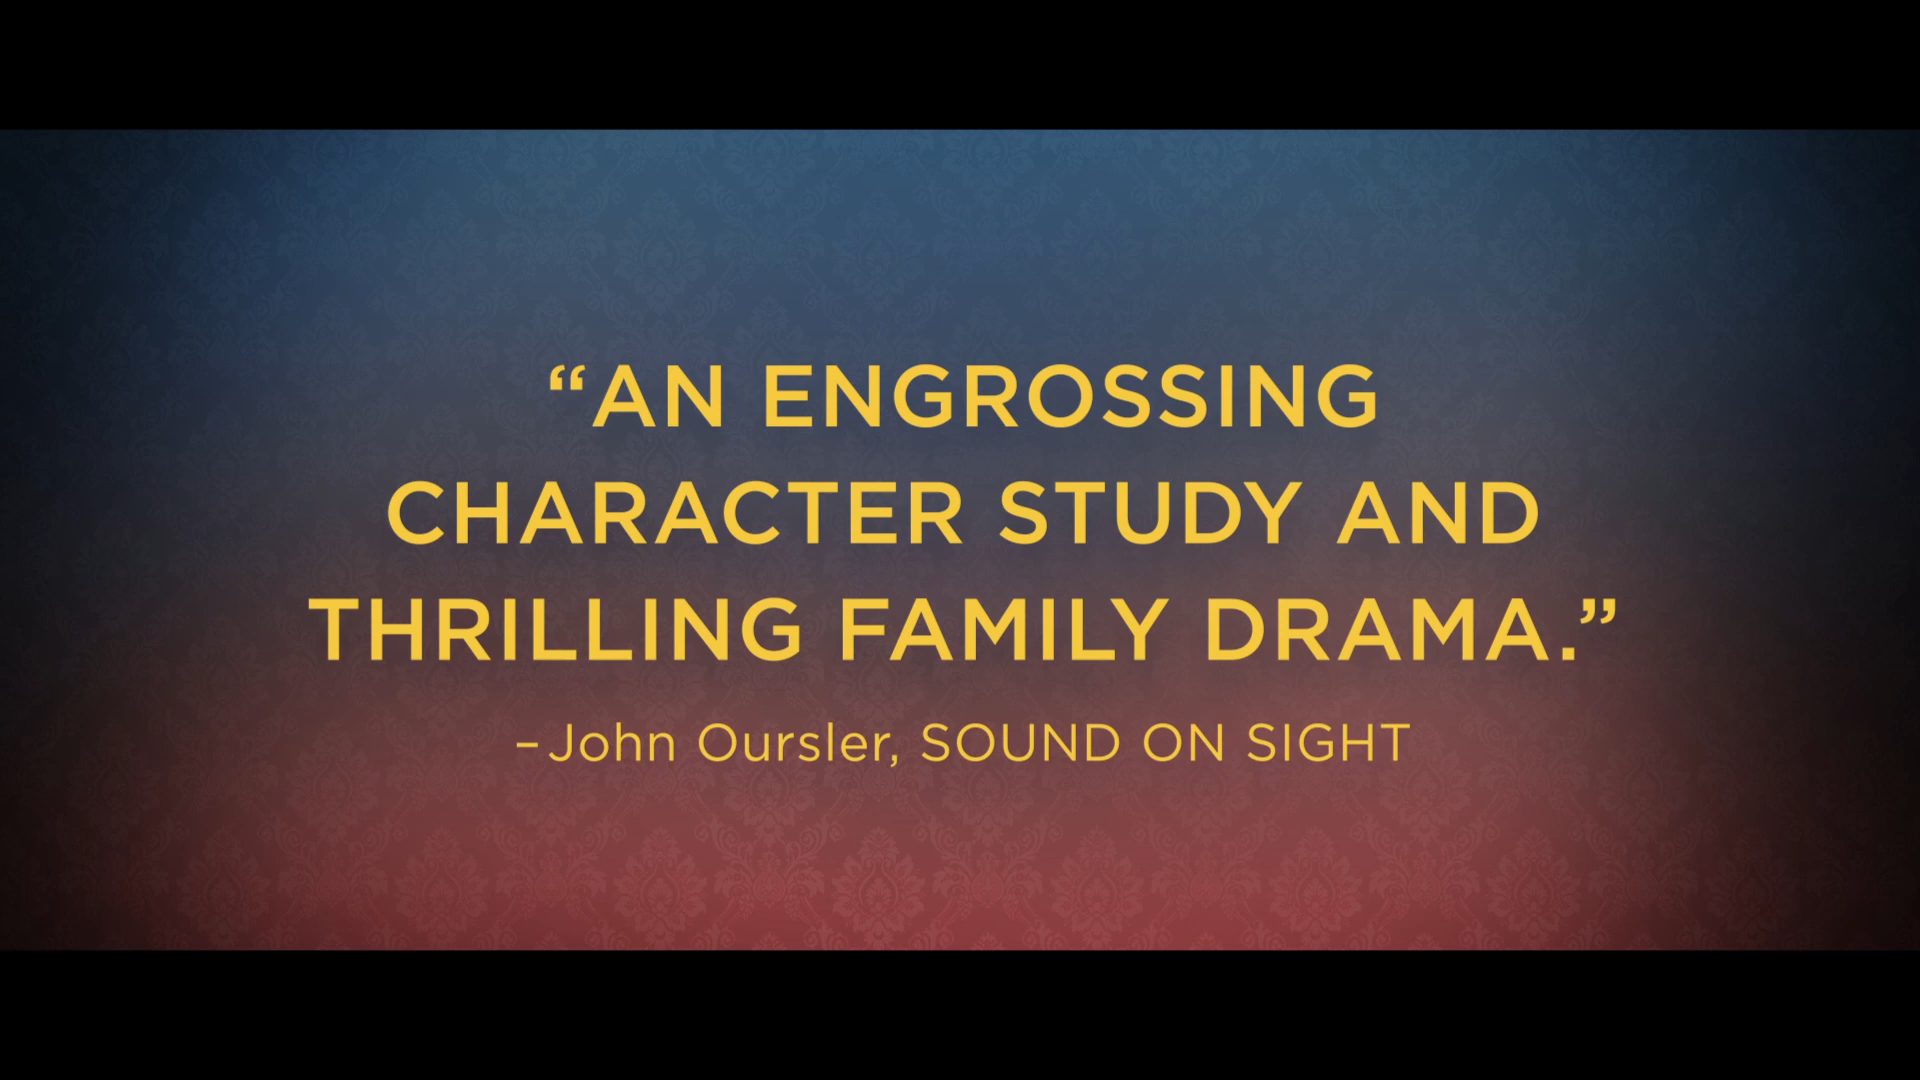 “AN ENGROSSING
CHARACTER STUDY AND
THRILLING FAMILY DRAMA.”
–John Oursler, SOUND ON SIGHT